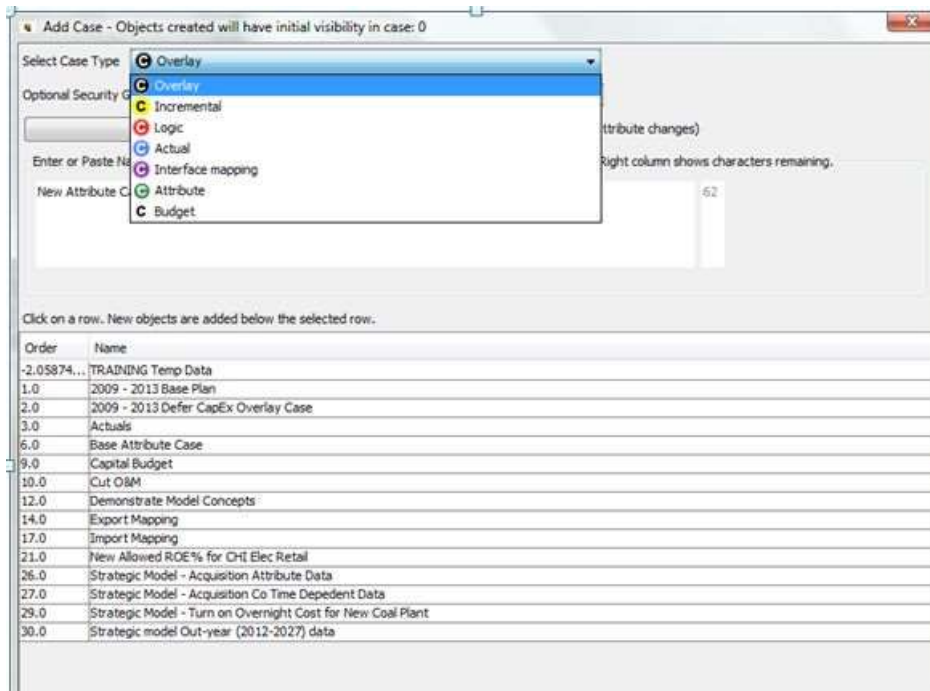 Add Case - Objects created will have initial visibility in case: 0
Select Case Type C Overlay
C Overlay
Optional Security G
C Incremental
C Logic
ttribute changes)
C Actual
Enter or Paste Na
C Interface mapping
Right column shows characters remaining.
New Attribute C
C Attribute
62
C Budget
Click on a row. New objects are added below the selected row.
Order Name
-2.05874... TRAINING Temp Data
1.0 2009 - 2013 Base Plan
2.0 2009 - 2013 Defer CapEx Overlay Case
3.0 Actuals
6.0 Base Attribute Case
9.0 Capital Budget
10.0 Cut O&M
12.0 Demonstrate Model Concepts
14.0 Export Mapping
17.0 Import Mapping
21.0 New Allowed ROE% for CHI Elec Retail
26.0 Strategic Model - Acquisition Attribute Data
27.0 Strategic Model - Acquisition Co Time Depedent Data
29.0 Strategic Model - Turn on Overnight Cost for New Coal Plant
30.0 Strategic model Out-year (2012-2027) data